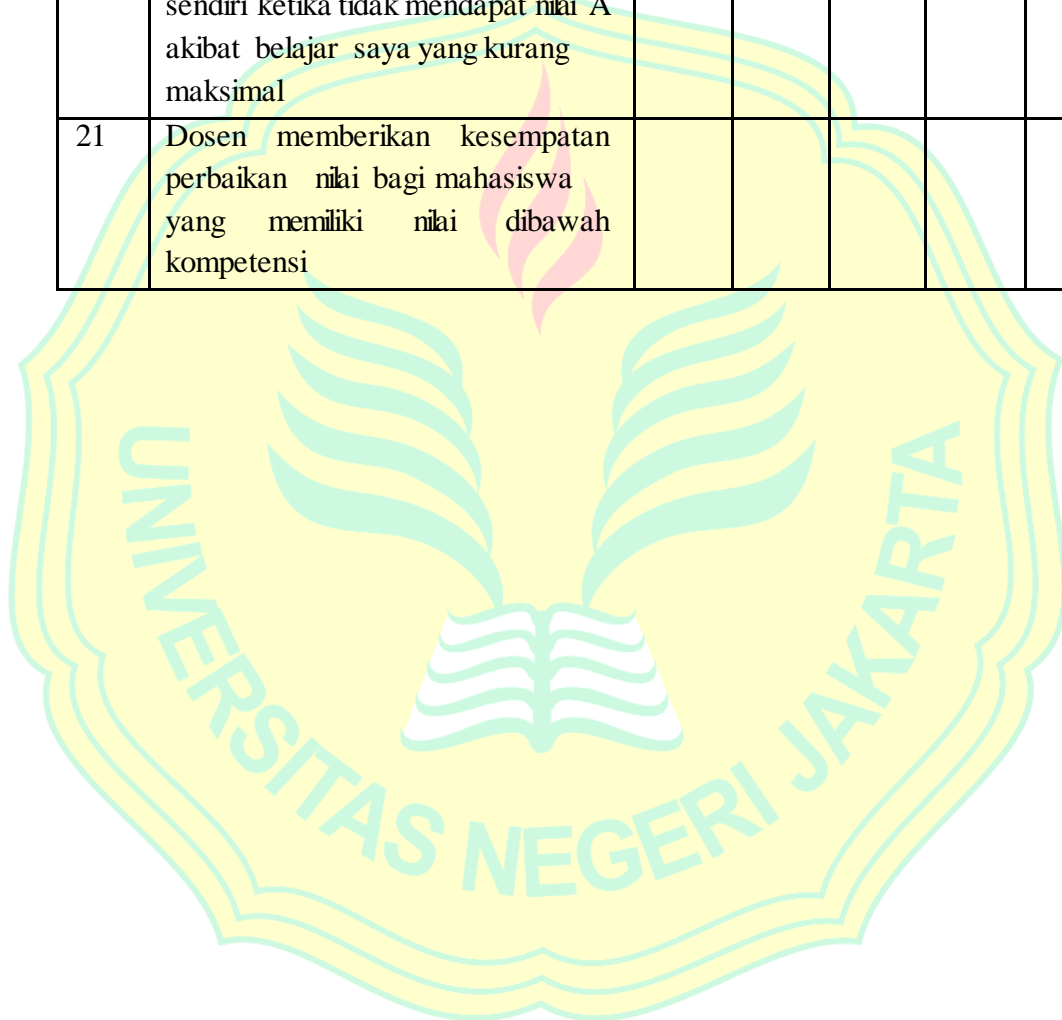 sendiri ketika tidak mendapat nilai A
akibat belajar saya yang kurang
maksimal
21 Dosen memberikan kesempatan
perbaikan nilai bagi mahasiswa
yang memiliki nilai dibawah
kompetensi
UNIVERSITAS NEGERI JAKARTA